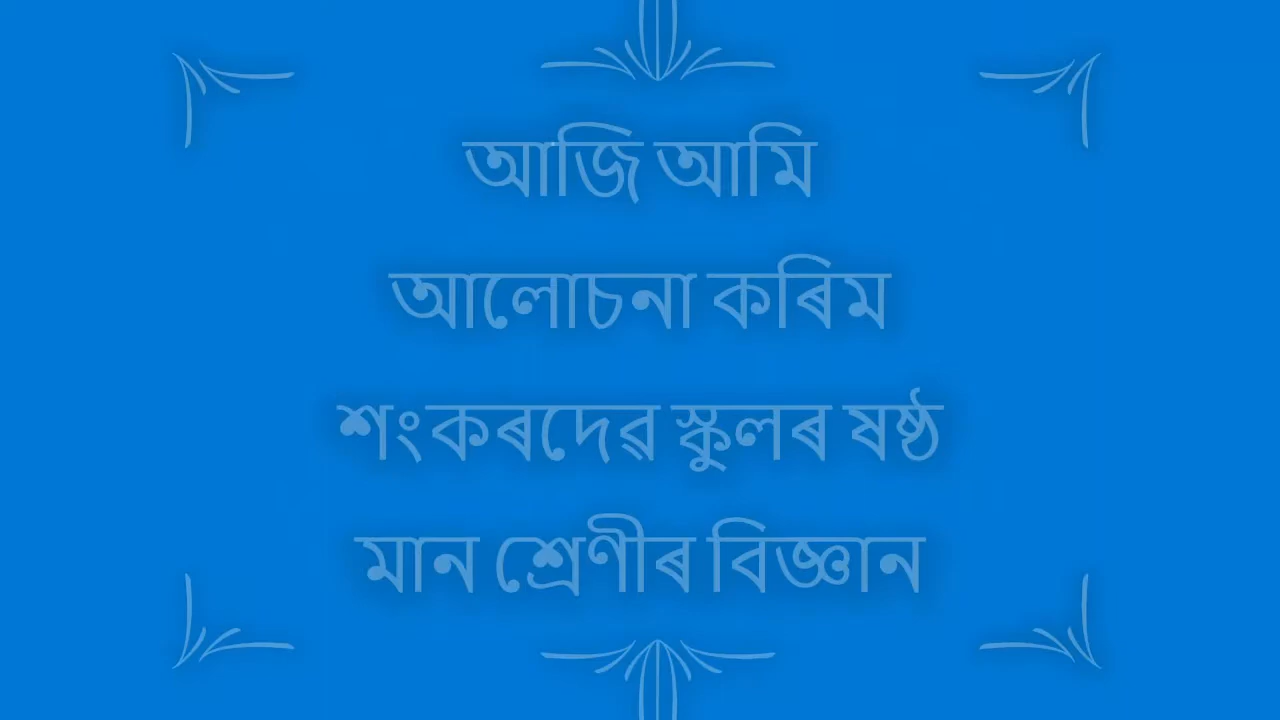 আজি আমি
আলোচনা কৰিম
শংকৰদেৱ স্কুলৰ ষষ্ঠ
মান শ্ৰেণীৰ বিজ্ঞান